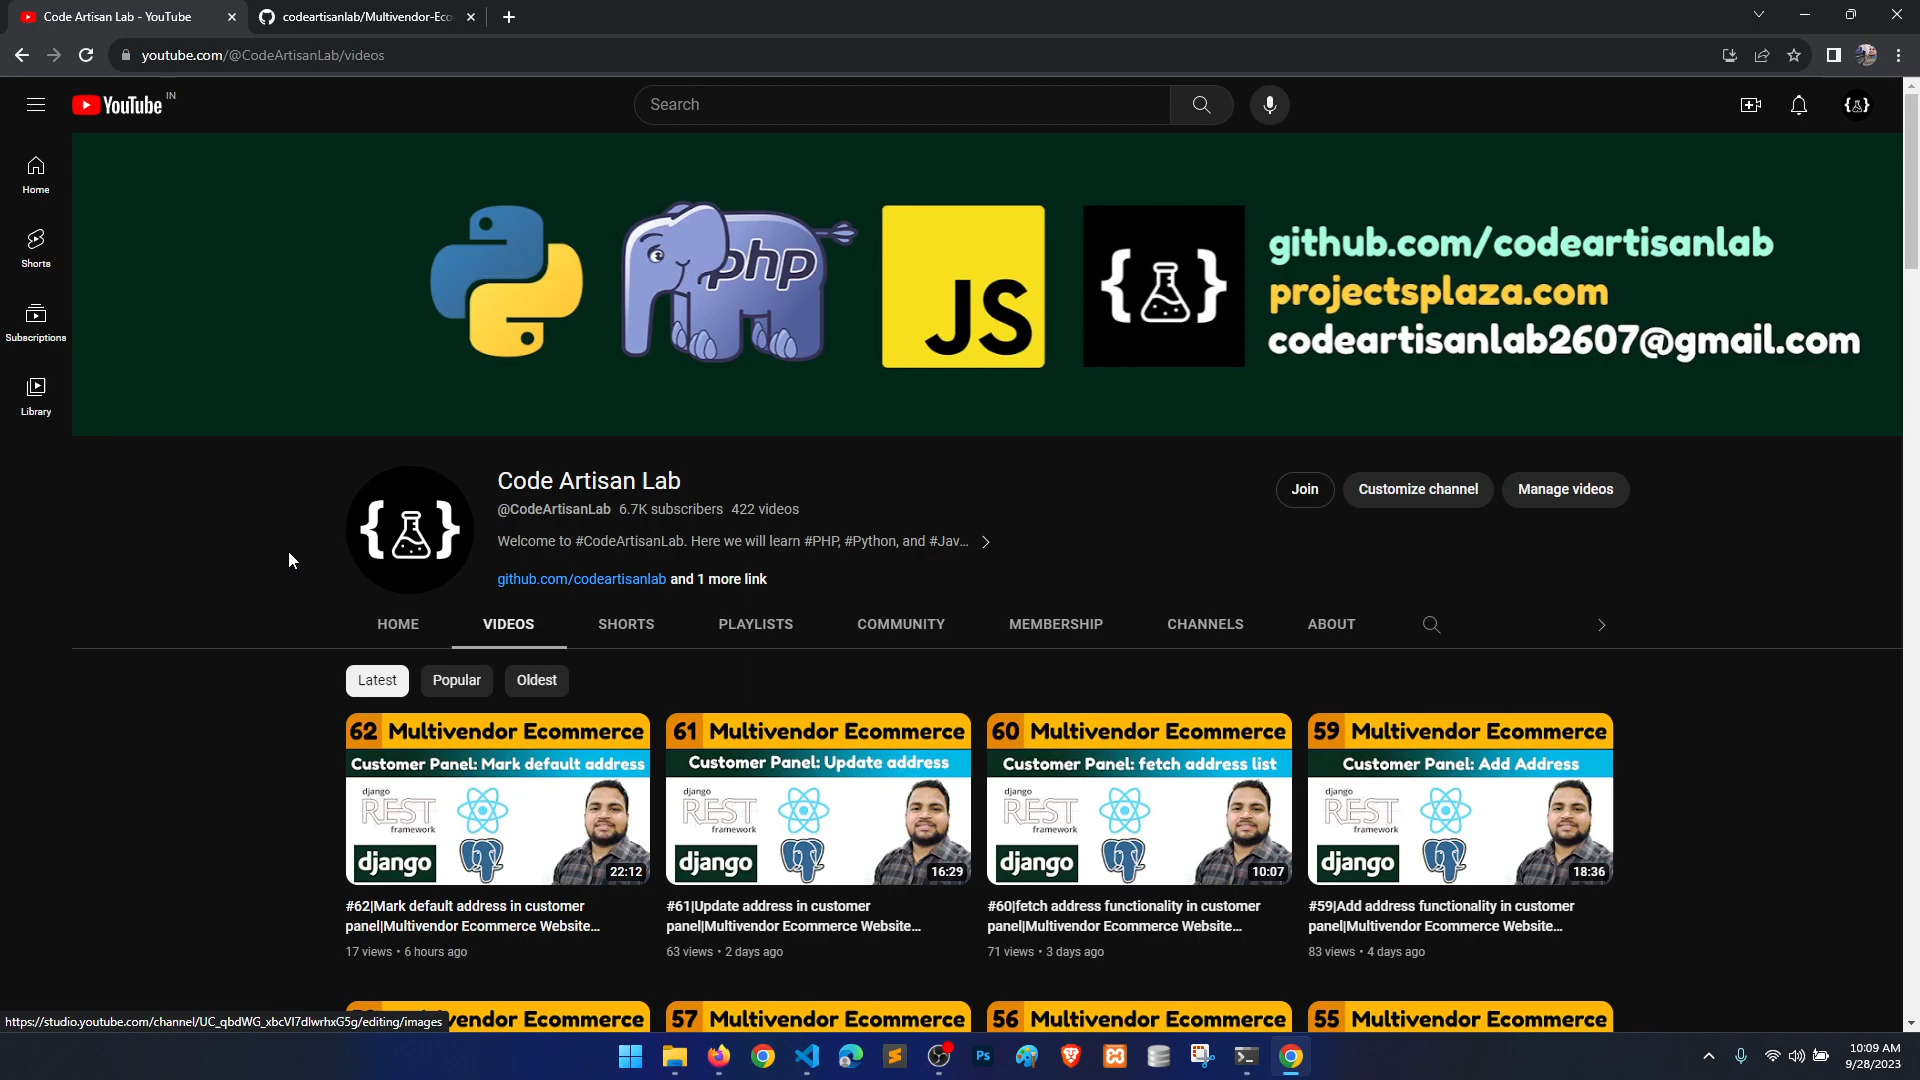 Code Artisan Lab - YouTube
codeartisanlab/Multivendor-Eco
youtube.com/@CodeArtisanLab/videos
YouTube IN
Search
Home
Shorts
Subscriptions
Library
php
JS
github.com/codeartisanlab
projectsplaza.com
codeartisanlab2607@gmail.com
Code Artisan Lab
@CodeArtisanLab 6.7K subscribers 422 videos
Welcome to #CodeArtisanLab. Here we will learn #PHP, #Python, and #Jav...
github.com/codeartisanlab and 1 more link
Join
Customize channel
Manage videos
HOME
VIDEOS
SHORTS
PLAYLISTS
COMMUNITY
MEMBERSHIP
CHANNELS
ABOUT
Latest
Popular
Oldest
62 Multivendor Ecommerce
Customer Panel: Mark default address
django
REST
framework
django
22:12
#62|Mark default address in customer
panel|Multivendor Ecommerce Website...
17 views • 6 hours ago
61 Multivendor Ecommerce
Customer Panel: Update address
django
REST
framework
django
16:29
#61|Update address in customer
panel|Multivendor Ecommerce Website...
63 views • 2 days ago
60 Multivendor Ecommerce
Customer Panel: fetch address list
django
REST
framework
django
10:07
#60|fetch address functionality in customer
panel|Multivendor Ecommerce Website...
71 views • 3 days ago
59 Multivendor Ecommerce
Customer Panel: Add Address
django
REST
framework
django
18:36
#59|Add address functionality in customer
panel|Multivendor Ecommerce Website...
83 views • 4 days ago
vendor Ecommerce
57 Multivendor Ecommerce
56 Multivendor Ecommerce
55 Multivendor Ecommerce
https://studio.youtube.com/channel/UC_qbdWG_xbcVI7dlwrhxG5g/editing/images
Ps
10:09 AM
9/28/2023